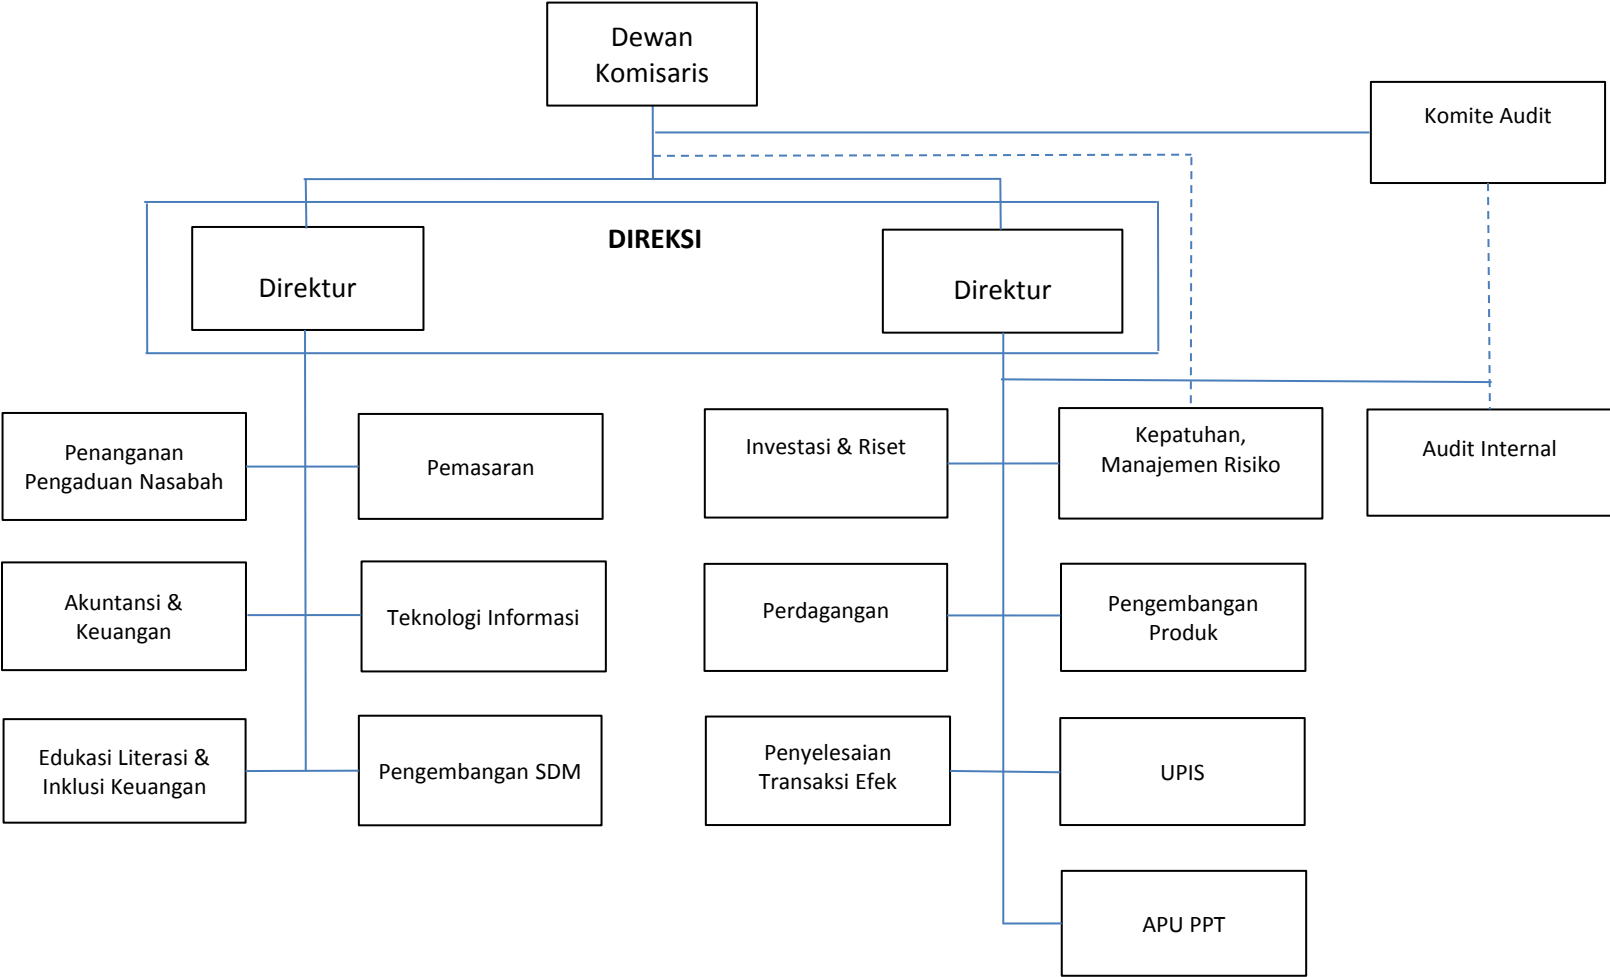 Dewan
Komisaris
Komite Audit
DIREKSI
Direktur
Direktur
Penanganan
Pengaduan Nasabah
Pemasaran
Investasi & Riset
Kepatuhan,
Manajemen Risiko
Audit Internal
Akuntansi &
Keuangan
Teknologi Informasi
Perdagangan
Pengembangan
Produk
Edukasi Literasi &
Inklusi Keuangan
Pengembangan SDM
Penyelesaian
Transaksi Efek
UPIS
APU PPT